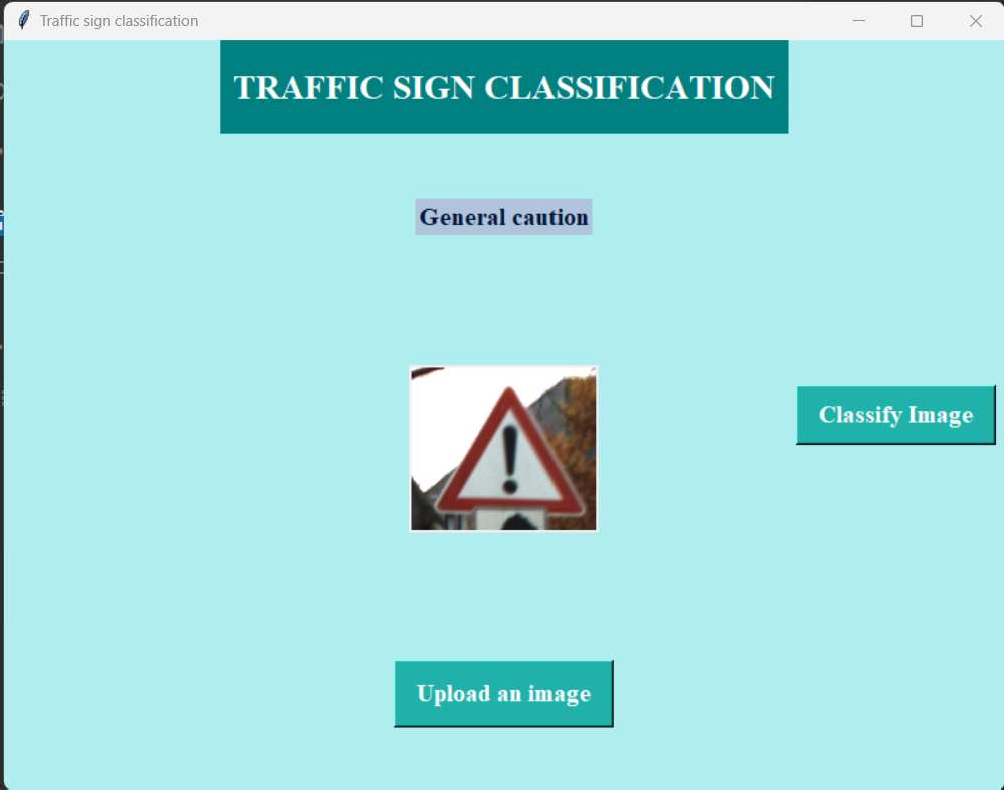 Traffic sign classification
TRAFFIC SIGN CLASSIFICATION
General caution
!
Classify Image
Upload an image